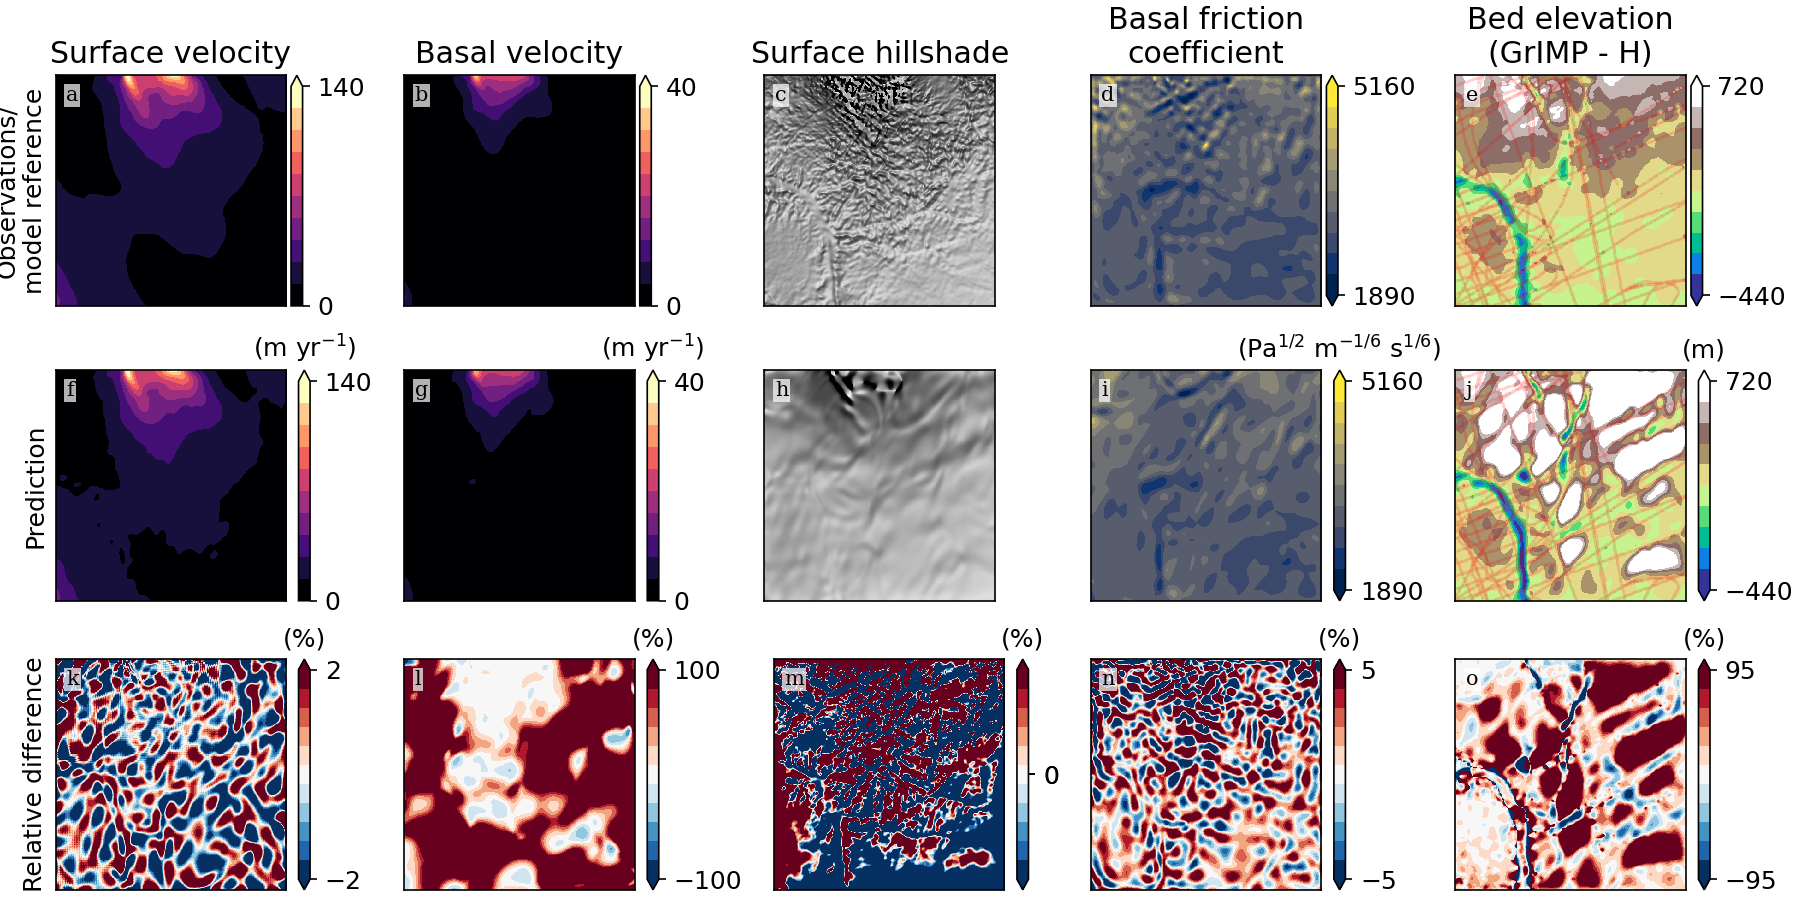 Surface velocity
Basal velocity
Surface hillshade
Basal friction
coefficient
Bed elevation
(GrIMP - H)
Observations/
model reference
a
140
0
(m yr−1)
b
40
0
(m yr−1)
c
d
5160
1890
(Pa1/2 m−1/6 s1/6)
e
720
−440
(m)
Prediction
f
140
0
g
40
0
h
i
5160
1890
j
720
−440
Relative difference
(%)
k
2
−2
(%)
l
100
−100
(%)
m
0
(%)
n
5
−5
(%)
o
95
−95